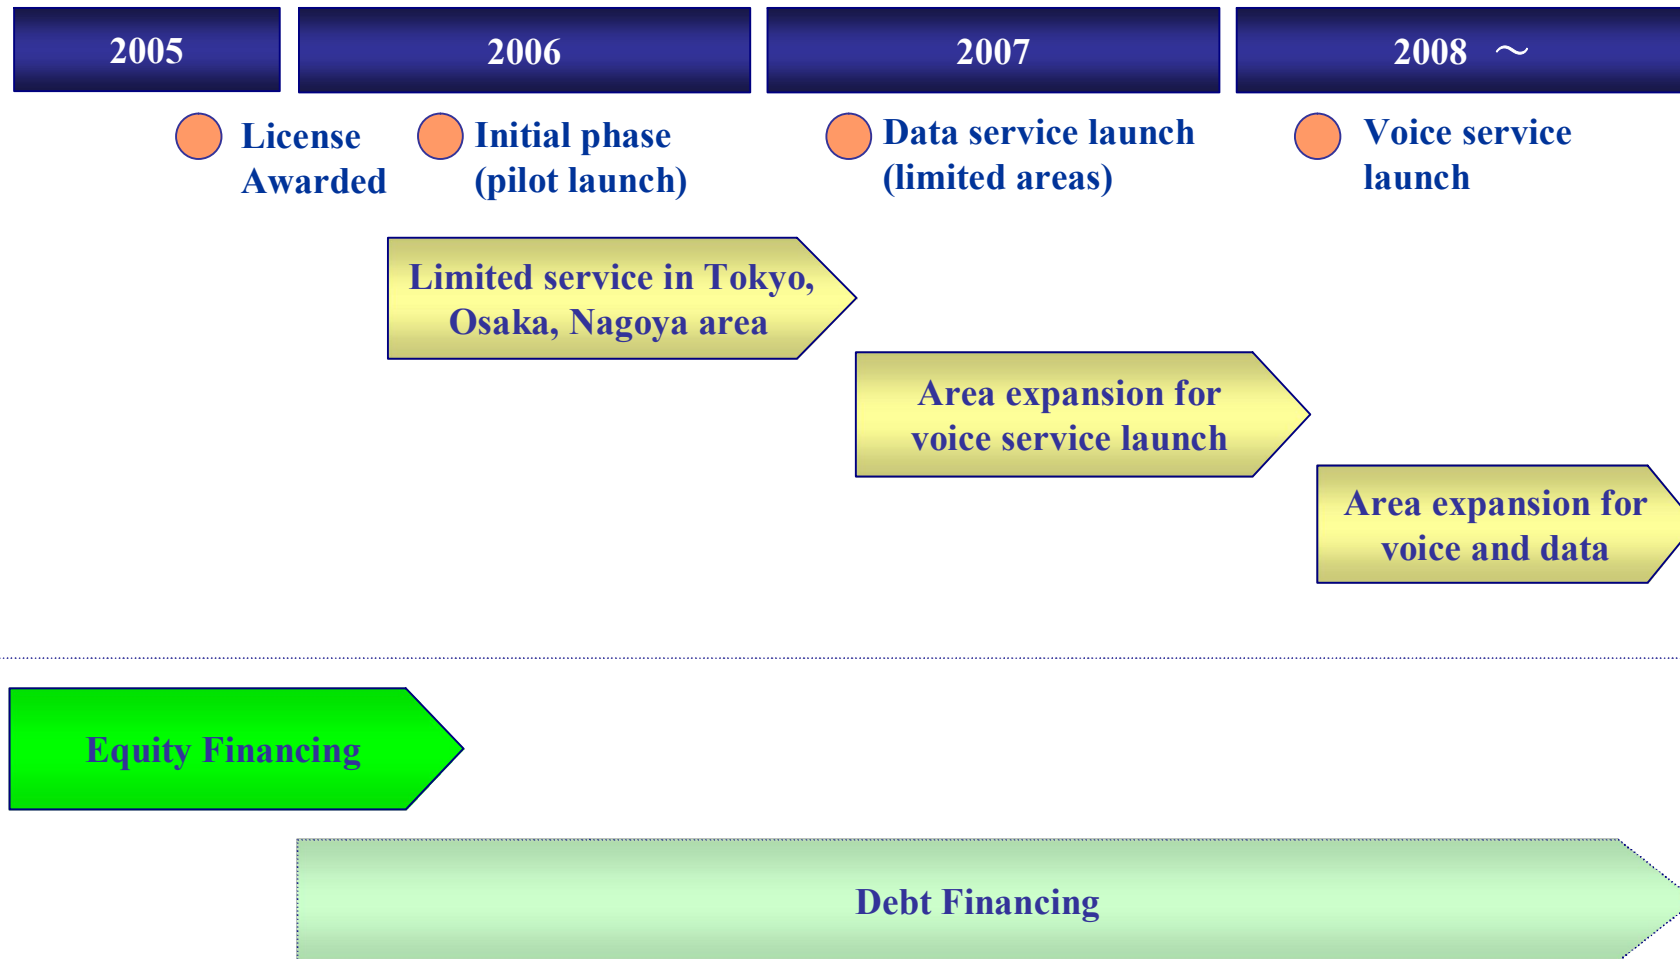 2005
2006
2007
2008 ～
License
Awarded
Initial phase
(pilot launch)
Data service launch
(limited areas)
Voice service
launch
Limited service in Tokyo,
Osaka, Nagoya area
Area expansion for
voice service launch
Area expansion for
voice and data
Equity Financing
Debt Financing